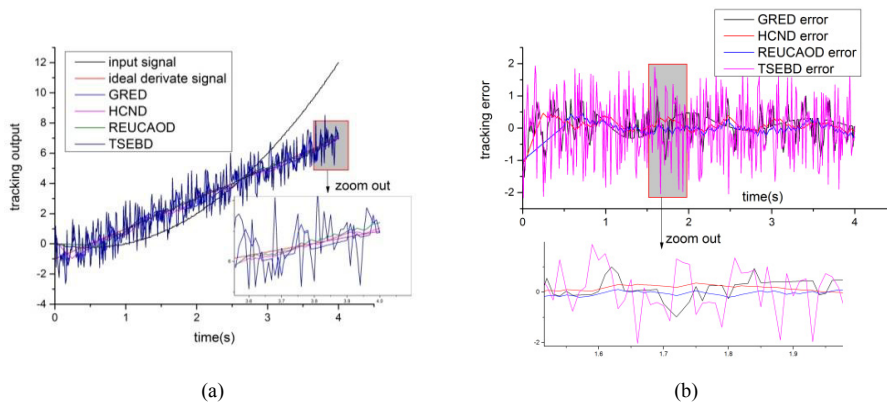 12
10
8
6
4
2
0
-2
-4
tracking output
input signal
ideal derivate signal
GRED
HCND
REUCAOD
TSEBD
zoom out
0
1
2
3
4
time(s)
(a)
GRED error
HCND error
REUCAOD error
TSEBD error
2
1
0
-1
-2
tracking error
time(s)
0
1
2
3
4
zoom out
0
-2
1.6
1.7
1.8
1.9
(b)